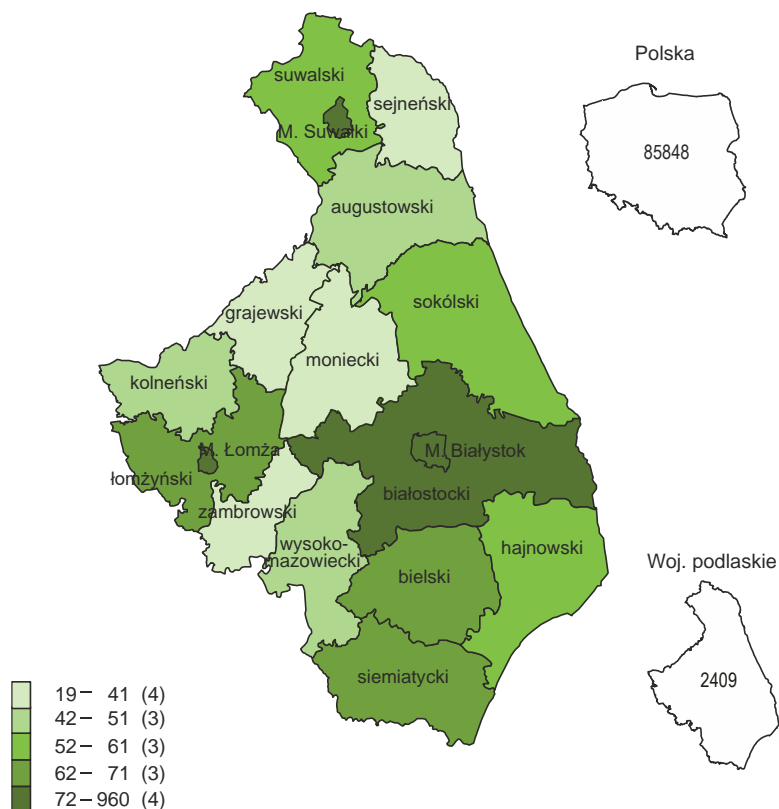 Polska
85848
suwalski
sejneński
M. Suwałki
augustowski
sokólski
grajewski
moniecki
kolneński
M. Łomża
łomżyński
M. Białystok
białostocki
zambrowski
wysoko-
mazowiecki
hajnowski
bielski
siemiatycki
Woj. podlaskie
2409
19 – 41 (4)
42 – 51 (3)
52 – 61 (3)
62 – 71 (3)
72 – 960 (4)